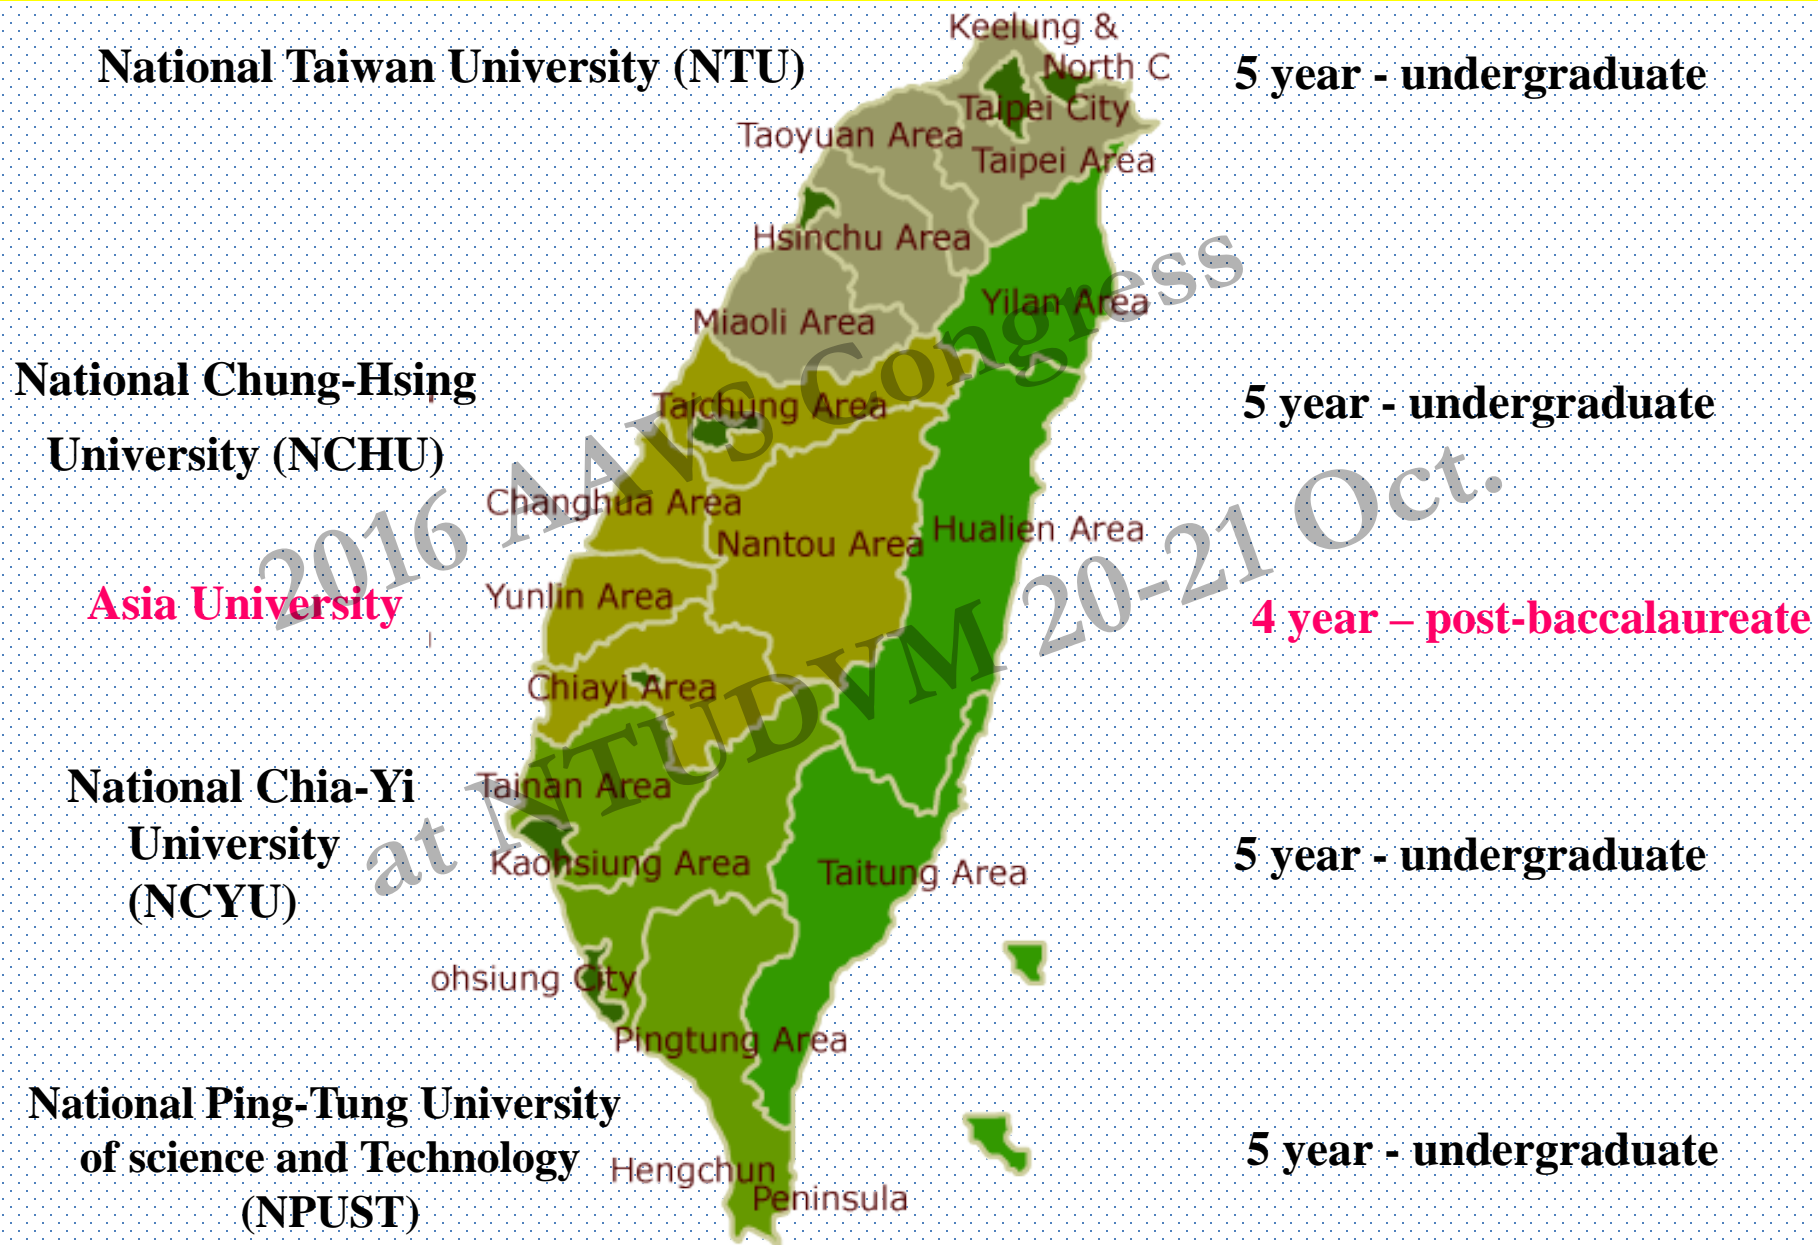 Keelung &
National Taiwan University (NTU)
North C
5 year - undergraduate
Taipei City
Taoyuan Area
Taipei Area
Hsinchu Area
Yilan Area
Miaoli Area
National Chung-Hsing
University (NCHU)
Taichung Area
5 year - undergraduate
Changhua Area
Nantou Area
Hualien Area
2016 AAVS Congress
at NTUDVM 20-21 Oct.
Asia University
Yunlin Area
4 year – post-baccalaureate
Chiayi Area
National Chia-Yi
University
(NCYU)
Tainan Area
Kaohsiung Area
Taitung Area
5 year - undergraduate
ohsiung City
Pingtung Area
National Ping-Tung University
of science and Technology
(NPUST)
Hengchun
Peninsula
5 year - undergraduate